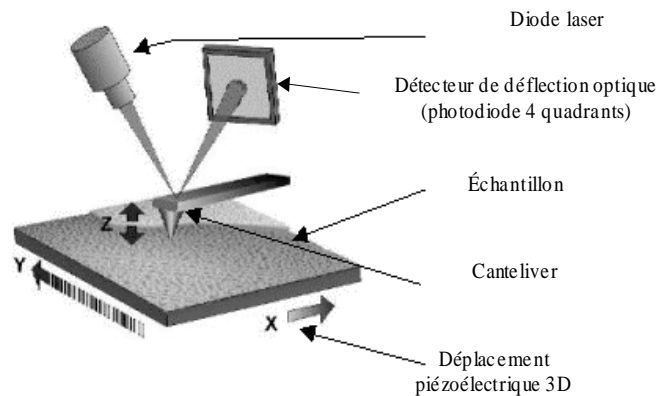 Diode laser
Détecteur de déflection optique
(photodiode 4 quadrants)
Échantillon
Z
Y
Canteliver
X
Déplacement
piézoélectrique 3D